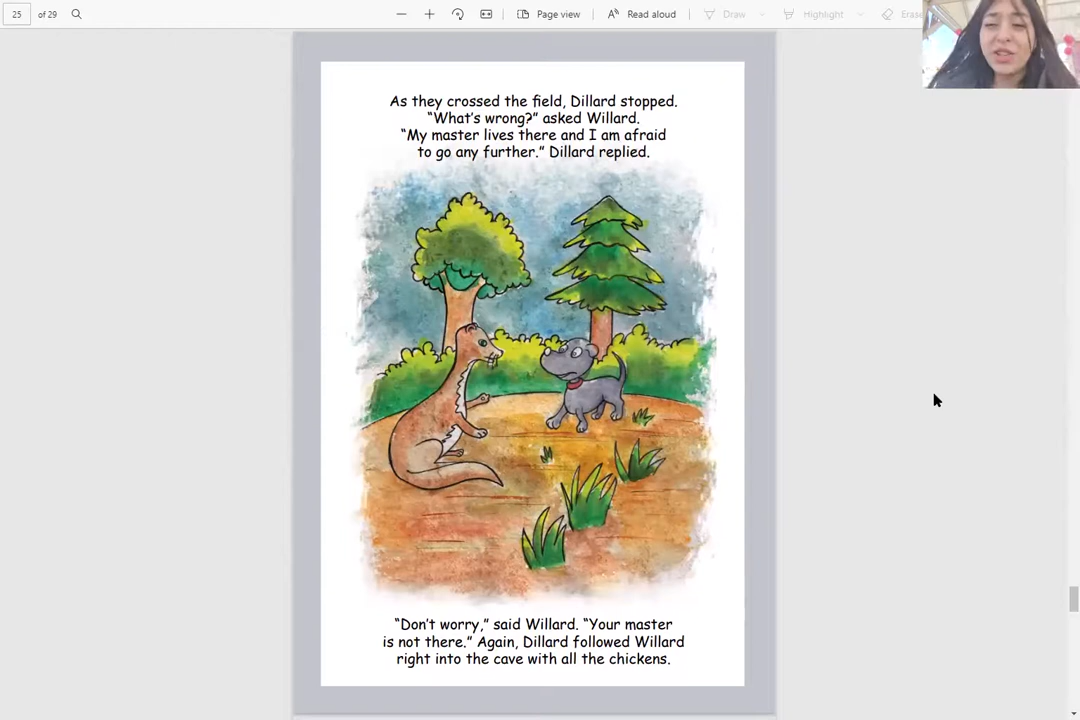 25 of 29 Page view Read aloud Draw Highlight
As they crossed the field, Dillard stopped.
“What’s wrong?” asked Willard.
“My master lives there and I am afraid
to go any further.” Dillard replied.
“Don’t worry,” said Willard. “Your master
is not there.” Again, Dillard followed Willard
right into the cave with all the chickens.